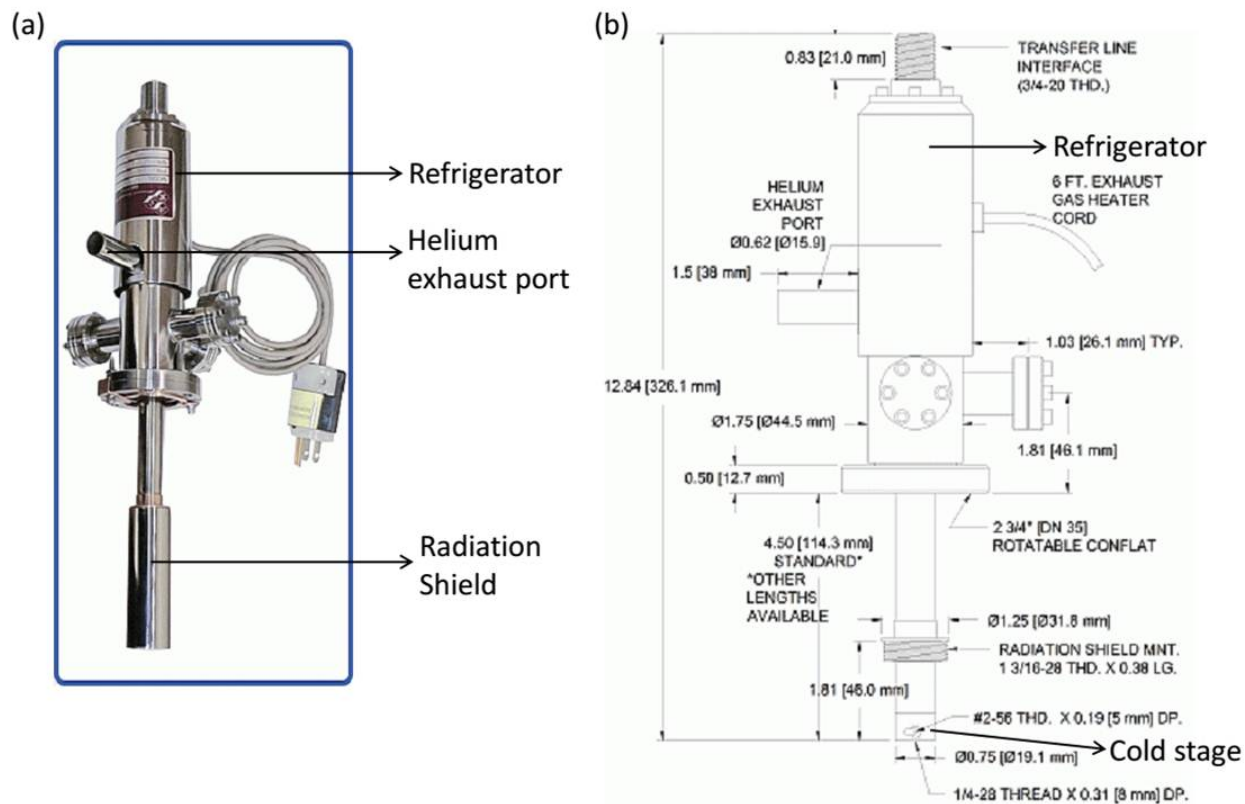 (a)
Refrigerator
Helium
exhaust port
Radiation
Shield
(b)
0.83 [21.0 mm]
TRANSFER LINE
INTERFACE
(3/4-20 THD.)
Refrigerator
6 FT. EXHAUST
GAS HEATER
CORD
HELIUM
EXHAUST
PORT
Ø0.62 [Ø15.9]
1.5 [38 mm]
1.03 [26.1 mm] TYP.
12.84 [326.1 mm]
Ø1.75 [Ø44.5 mm]
1.81 [46.1 mm]
0.50 [12.7 mm]
2 3/4" [DN 35]
ROTATABLE CONFLAT
4.50 [114.3 mm]
STANDARD*
*OTHER
LENGTHS
AVAILABLE
Ø1.25 [Ø31.8 mm]
RADIATION SHIELD MNT.
1 3/16-28 THD. X 0.38 LG.
1.81 [46.0 mm]
#2-56 THD. X 0.19 [5 mm] DP.
Cold stage
Ø0.75 [Ø19.1 mm]
1/4-28 THREAD X 0.31 [8 mm] DP.